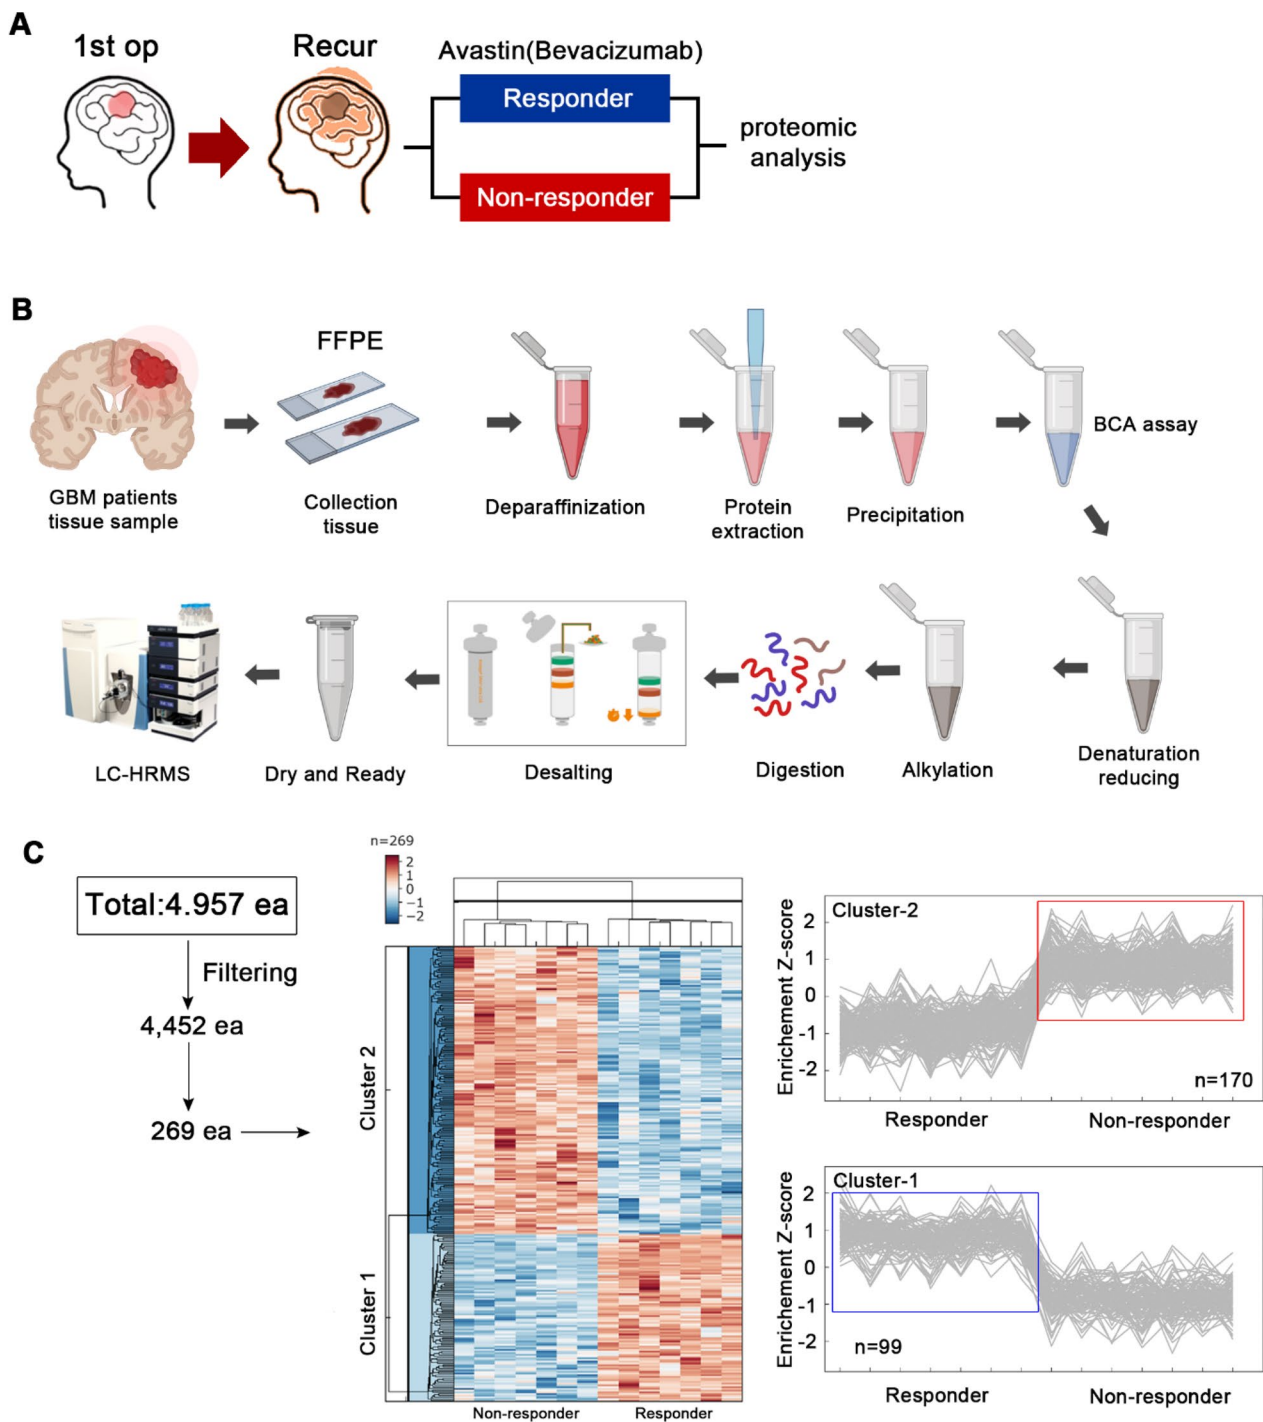 A
1st op
Recur
Avastin(Bevacizumab)
Responder
Non-responder
proteomic
analysis
B
GBM patients
tissue sample
FFPE
Collection
tissue
Deparaffinization
Protein
extraction
Precipitation
BCA assay
Denaturation
reducing
Alkylation
Digestion
Desalting
Dry and Ready
LC-HRMS
C
Total:4.957 ea
Filtering
4,452 ea
269 ea
n=269
2
1
0
−1
−2
Cluster 2
Cluster 1
Non-responder
Responder
Cluster-2
Enrichement Z-score
2
1
0
-1
-2
n=170
Responder
Non-responder
Cluster-1
Enrichement Z-score
2
1
0
-1
-2
n=99
Responder
Non-responder